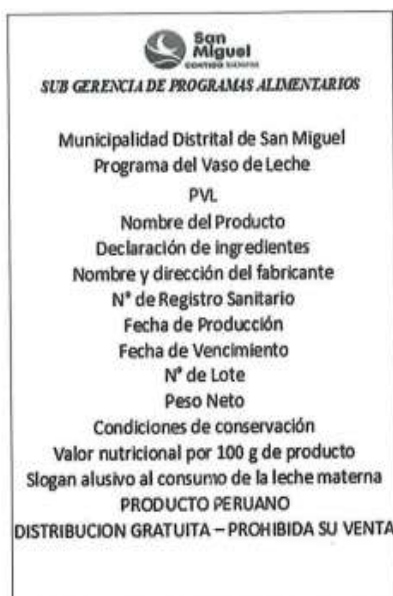 San
Miguel
CONTIGO SIEMPRE
SUB GERENCIA DE PROGRAMAS ALIMENTARIOS
Municipalidad Distrital de San Miguel
Programa del Vaso de Leche
PVL
Nombre del Producto
Declaración de ingredientes
Nombre y dirección del fabricante
N° de Registro Sanitario
Fecha de Producción
Fecha de Vencimiento
N° de Lote
Peso Neto
Condiciones de conservación
Valor nutricional por 100 g de producto
Slogan alusivo al consumo de la leche materna
PRODUCTO PERUANO
DISTRIBUCION GRATUITA – PROHIBIDA SU VENTA